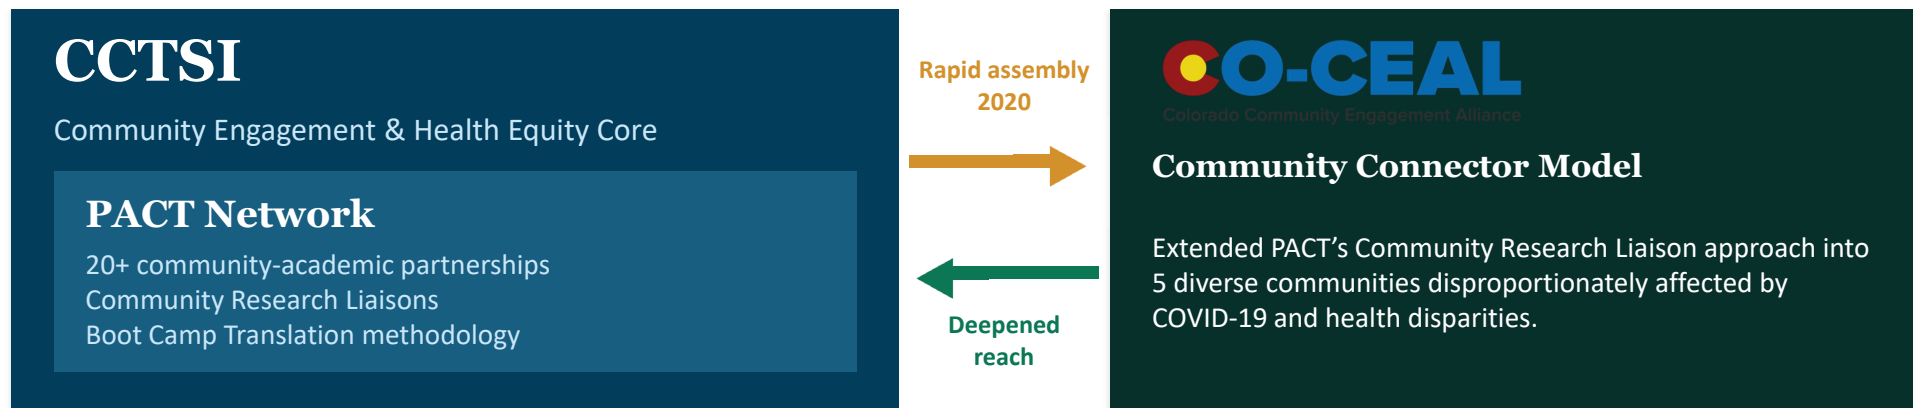 CCTSI
Community Engagement & Health Equity Core
PACT Network
20+ community-academic partnerships
Community Research Liaisons
Boot Camp Translation methodology
Rapid assembly
2020
Deepened
reach
CO-CEAL
Colorado Community Engagement Alliance
Community Connector Model
Extended PACT’s Community Research Liaison approach into
5 diverse communities disproportionately affected by
COVID-19 and health disparities.